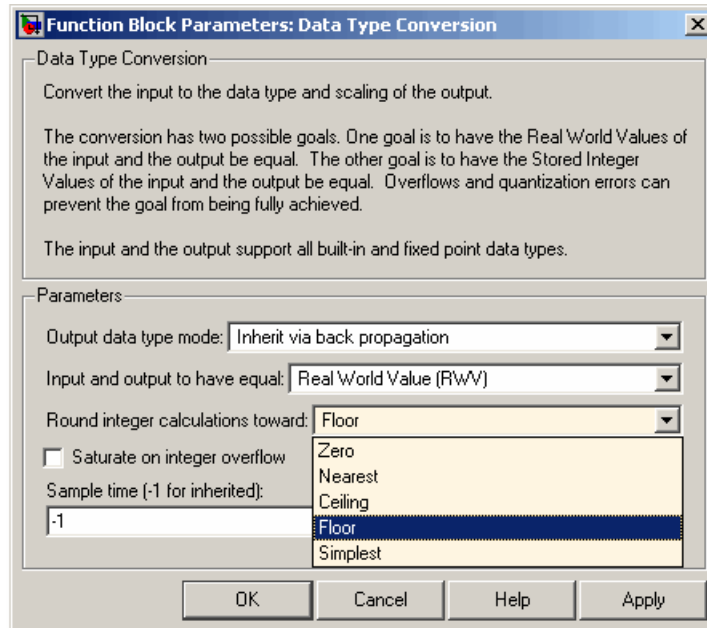 Function Block Parameters: Data Type Conversion
Data Type Conversion
Convert the input to the data type and scaling of the output.
The conversion has two possible goals. One goal is to have the Real World Values of
the input and the output be equal.  The other goal is to have the Stored Integer
Values of the input and the output be equal.  Overflows and quantization errors can
prevent the goal from being fully achieved.
The input and the output support all built-in and fixed point data types.
Parameters
Output data type mode: Inherit via back propagation
Input and output to have equal: Real World Value (RWV)
Round integer calculations toward: Floor
Zero
Saturate on integer overflow
Nearest
Sample time (-1 for inherited):
Ceiling
-1
Floor
Simplest
OK Cancel Help Apply